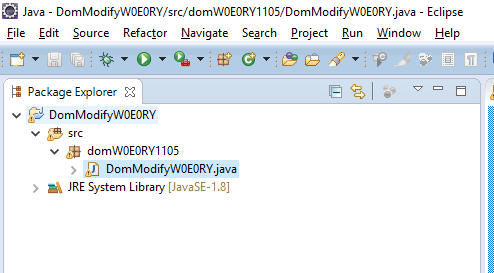 Java - DomModifyW0E0RY/src/domW0E0RY1105/DomModifyW0E0RY.java - Eclipse
File Edit Source Refactor Navigate Search Project Run Window Help
Package Explorer
DomModifyW0E0RY
src
domW0E0RY1105
DomModifyW0E0RY.java
JRE System Library [JavaSE-1.8]